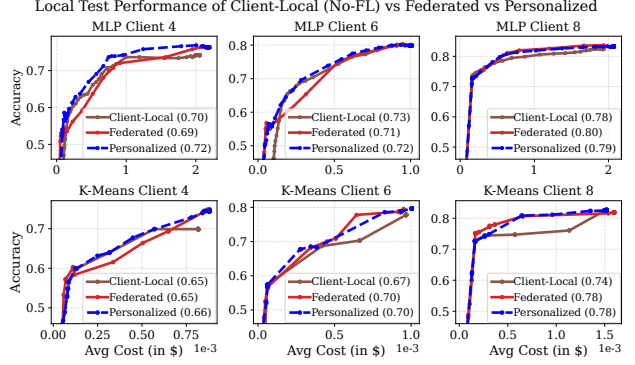 Local Test Performance of Client-Local (No-FL) vs Federated vs Personalized
MLP Client 4
MLP Client 6
MLP Client 8
Accuracy
0.7
0.6
0.5
0
1
2
Client-Local (0.70)
Federated (0.69)
Personalized (0.72)
0.8
0.7
0.6
0.5
0.0
0.5
1.0
Client-Local (0.73)
Federated (0.71)
Personalized (0.72)
0.8
0.7
0.6
0.5
0
1
2
Client-Local (0.78)
Federated (0.80)
Personalized (0.79)
K-Means Client 4
K-Means Client 6
K-Means Client 8
Accuracy
0.7
0.6
0.5
0.00
0.25
0.50
0.75
Avg Cost (in $)
1e-3
Client-Local (0.65)
Federated (0.65)
Personalized (0.66)
0.8
0.7
0.6
0.5
0.0
0.5
1.0
Avg Cost (in $)
1e-3
Client-Local (0.67)
Federated (0.70)
Personalized (0.70)
0.8
0.7
0.6
0.5
0.0
0.5
1.0
1.5
Avg Cost (in $)
1e-3
Client-Local (0.74)
Federated (0.78)
Personalized (0.78)